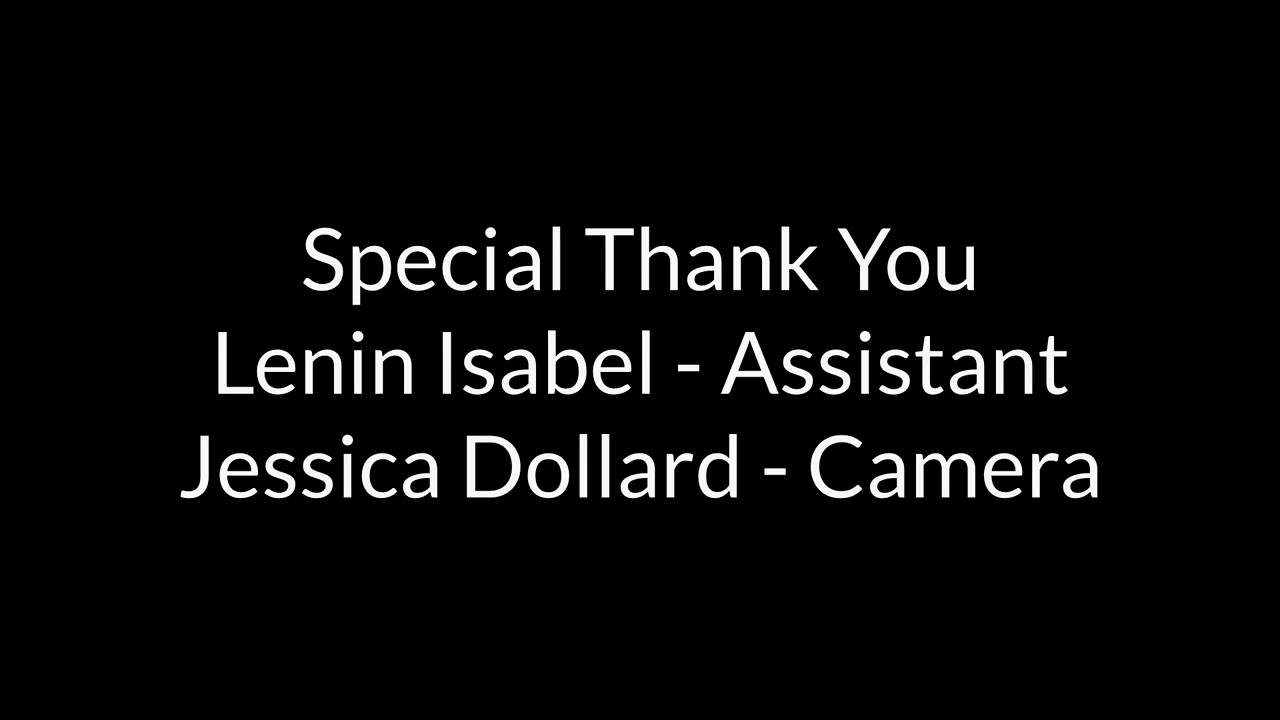 Special Thank You
Lenin Isabel - Assistant
Jessica Dollard - Camera